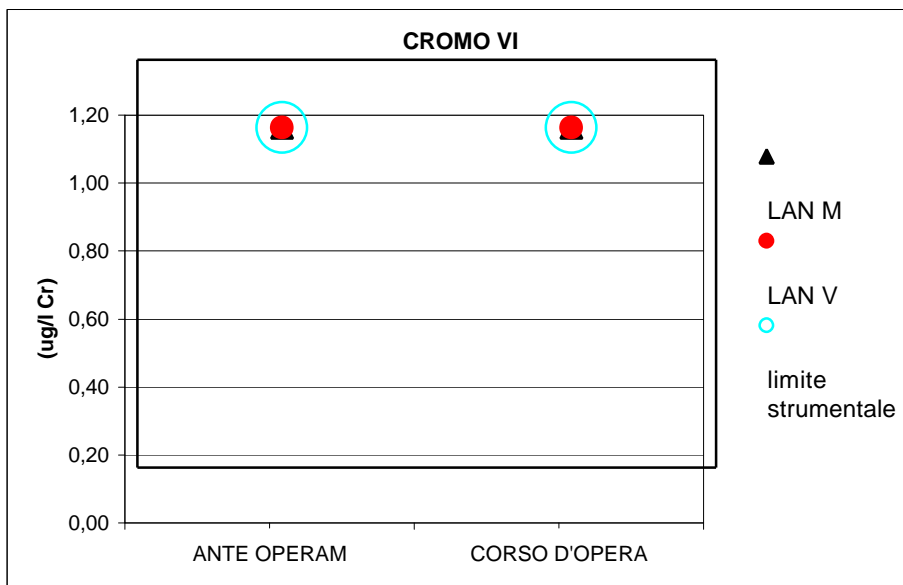 CROMO VI
1,20
1,00
0,80
0,60
0,40
0,20
0,00
(ug/l Cr)
ANTE OPERAM
CORSO D'OPERA
LAN M
LAN V
limite
strumentale